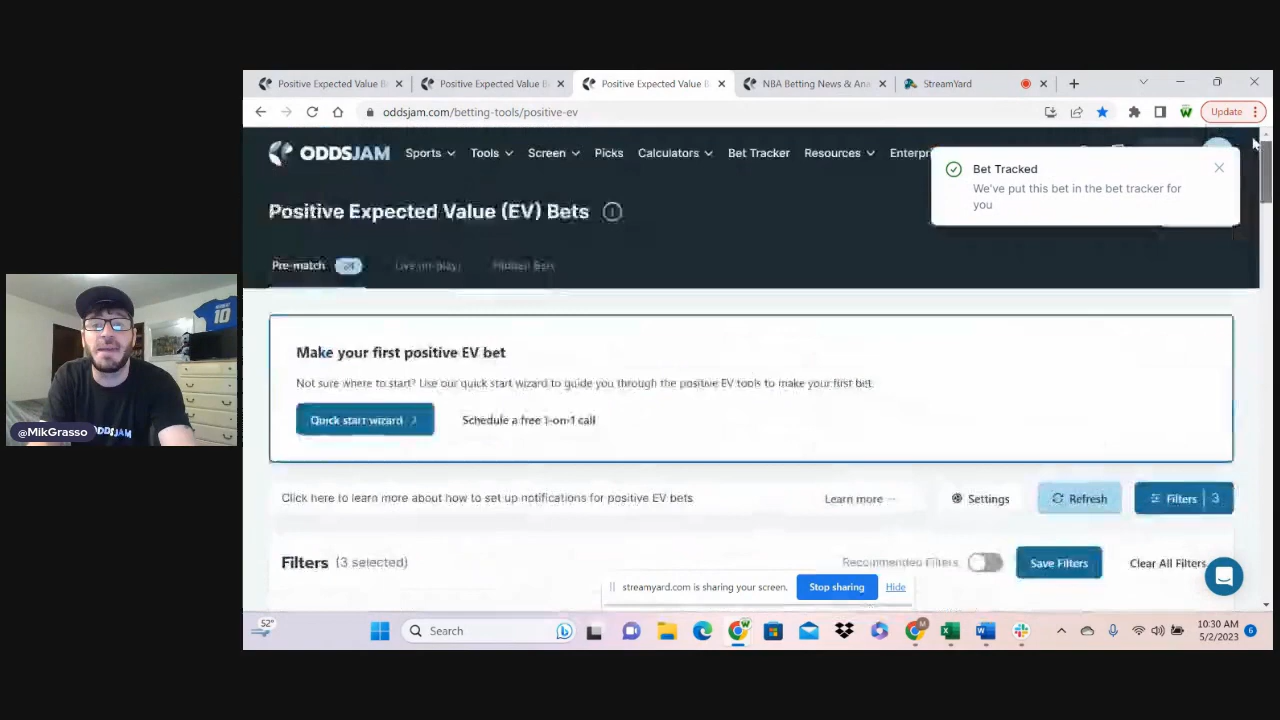 Positive Expected Value B
Positive Expected Value B
Positive Expected Value B
NBA Betting News & Ana
StreamYard
oddsjam.com/betting-tools/positive-ev
Update
ODDSJAM
Sports
Tools
Screen
Picks
Calculators
Bet Tracker
Resources
Enterpr
Bet Tracked
We've put this bet in the bet tracker for
you
Positive Expected Value (EV) Bets
Pre-match
Live (in-play)
Hidden Bets
Make your first positive EV bet
Not sure where to start? Use our quick start wizard to guide you through the positive EV tools to make your first bet.
Quick start wizard
Schedule a free 1-on-1 call
Click here to learn more about how to set up notifications for positive EV bets
Learn more
Settings
Refresh
Filters 3
Filters (3 selected)
Recommended Filters
Save Filters
Clear All Filters
streamyard.com is sharing your screen.
Stop sharing
Hide
52°
Search
10:30 AM
5/2/2023
6
@MikGrasso
ODDSJAM
10